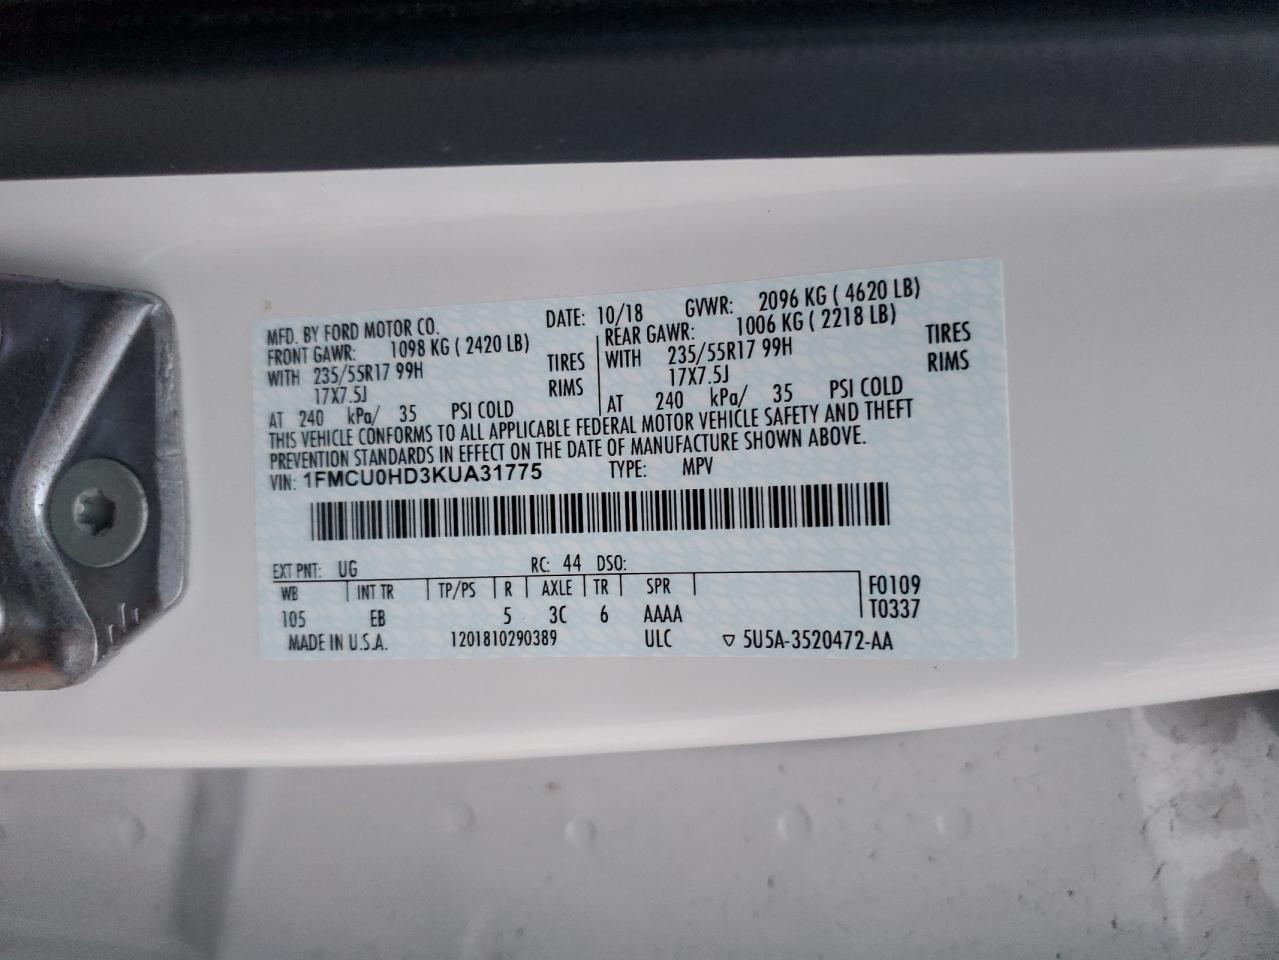 MFD. BY FORD MOTOR CO. DATE: 10/18 GVWR: 2096 KG ( 4620 LB)
FRONT GAWR: 1098 KG ( 2420 LB) REAR GAWR: 1006 KG ( 2218 LB)
WITH 235/55R17 99H TIRES WITH 235/55R17 99H TIRES
17X7.5J RIMS 17X7.5J RIMS
AT 240 kPa/ 35 PSI COLD AT 240 kPa/ 35 PSI COLD
THIS VEHICLE CONFORMS TO ALL APPLICABLE FEDERAL MOTOR VEHICLE SAFETY AND THEFT
PREVENTION STANDARDS IN EFFECT ON THE DATE OF MANUFACTURE SHOWN ABOVE.
VIN: 1FMCU0HD3KUA31775 TYPE: MPV
EXT PNT: UG RC: 44 DSO:
WB INT TR TP/PS R AXLE TR SPR F0109
105 EB 5 3C 6 AAAA T0337
MADE IN U.S.A. 1201810290389 ULC ▽ 5U5A-3520472-AA